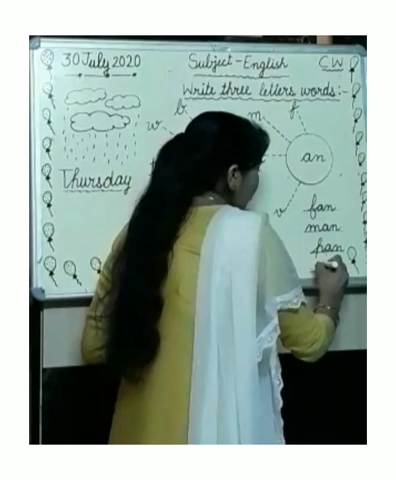 30 July 2020
Subject - English
CW
Write three letters words:-
b
m
f
w
an
Thursday
v
fan
man
pan